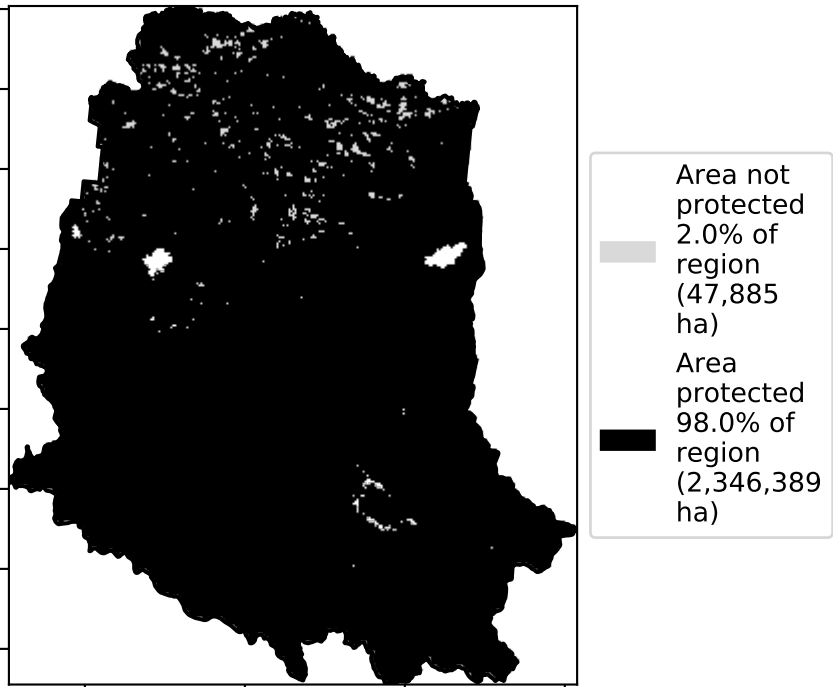 Area not
protected
2.0% of
region
(47,885
ha)
Area
protected
98.0% of
region
(2,346,389
ha)